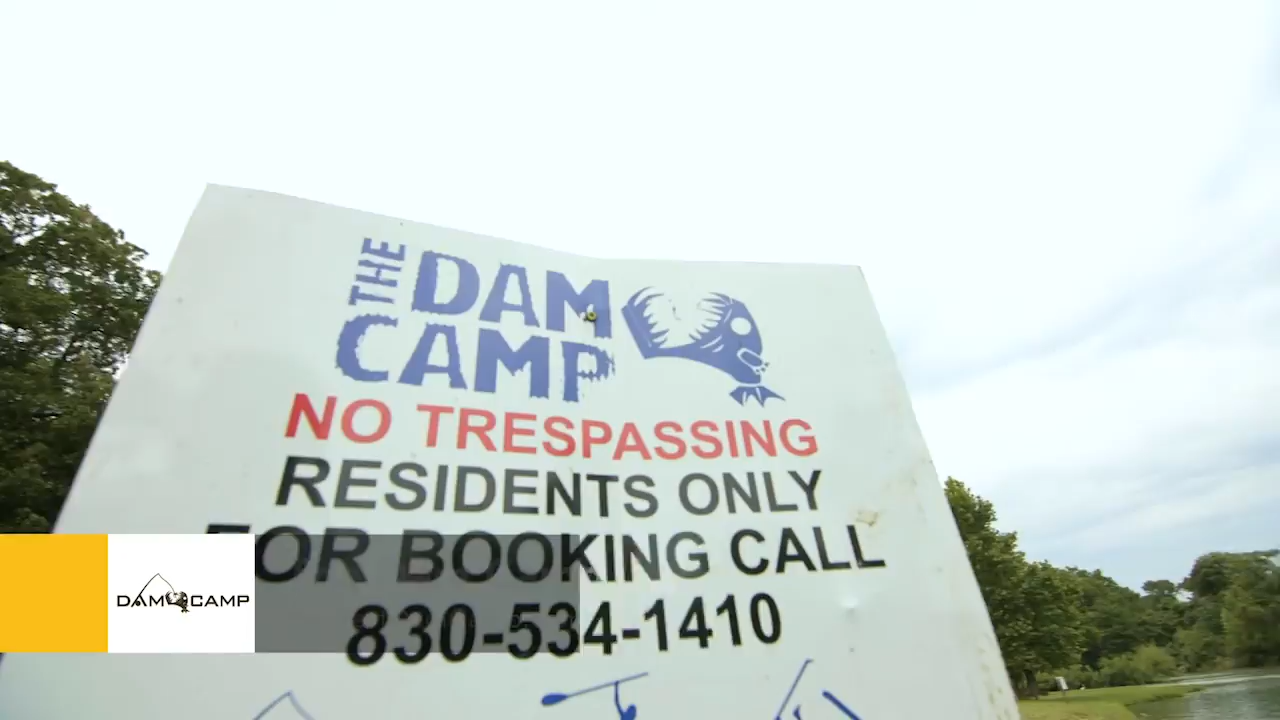 THE DAM
CAMP
NO TRESPASSING
RESIDENTS ONLY
FOR BOOKING CALL
830-534-1410
DAM CAMP